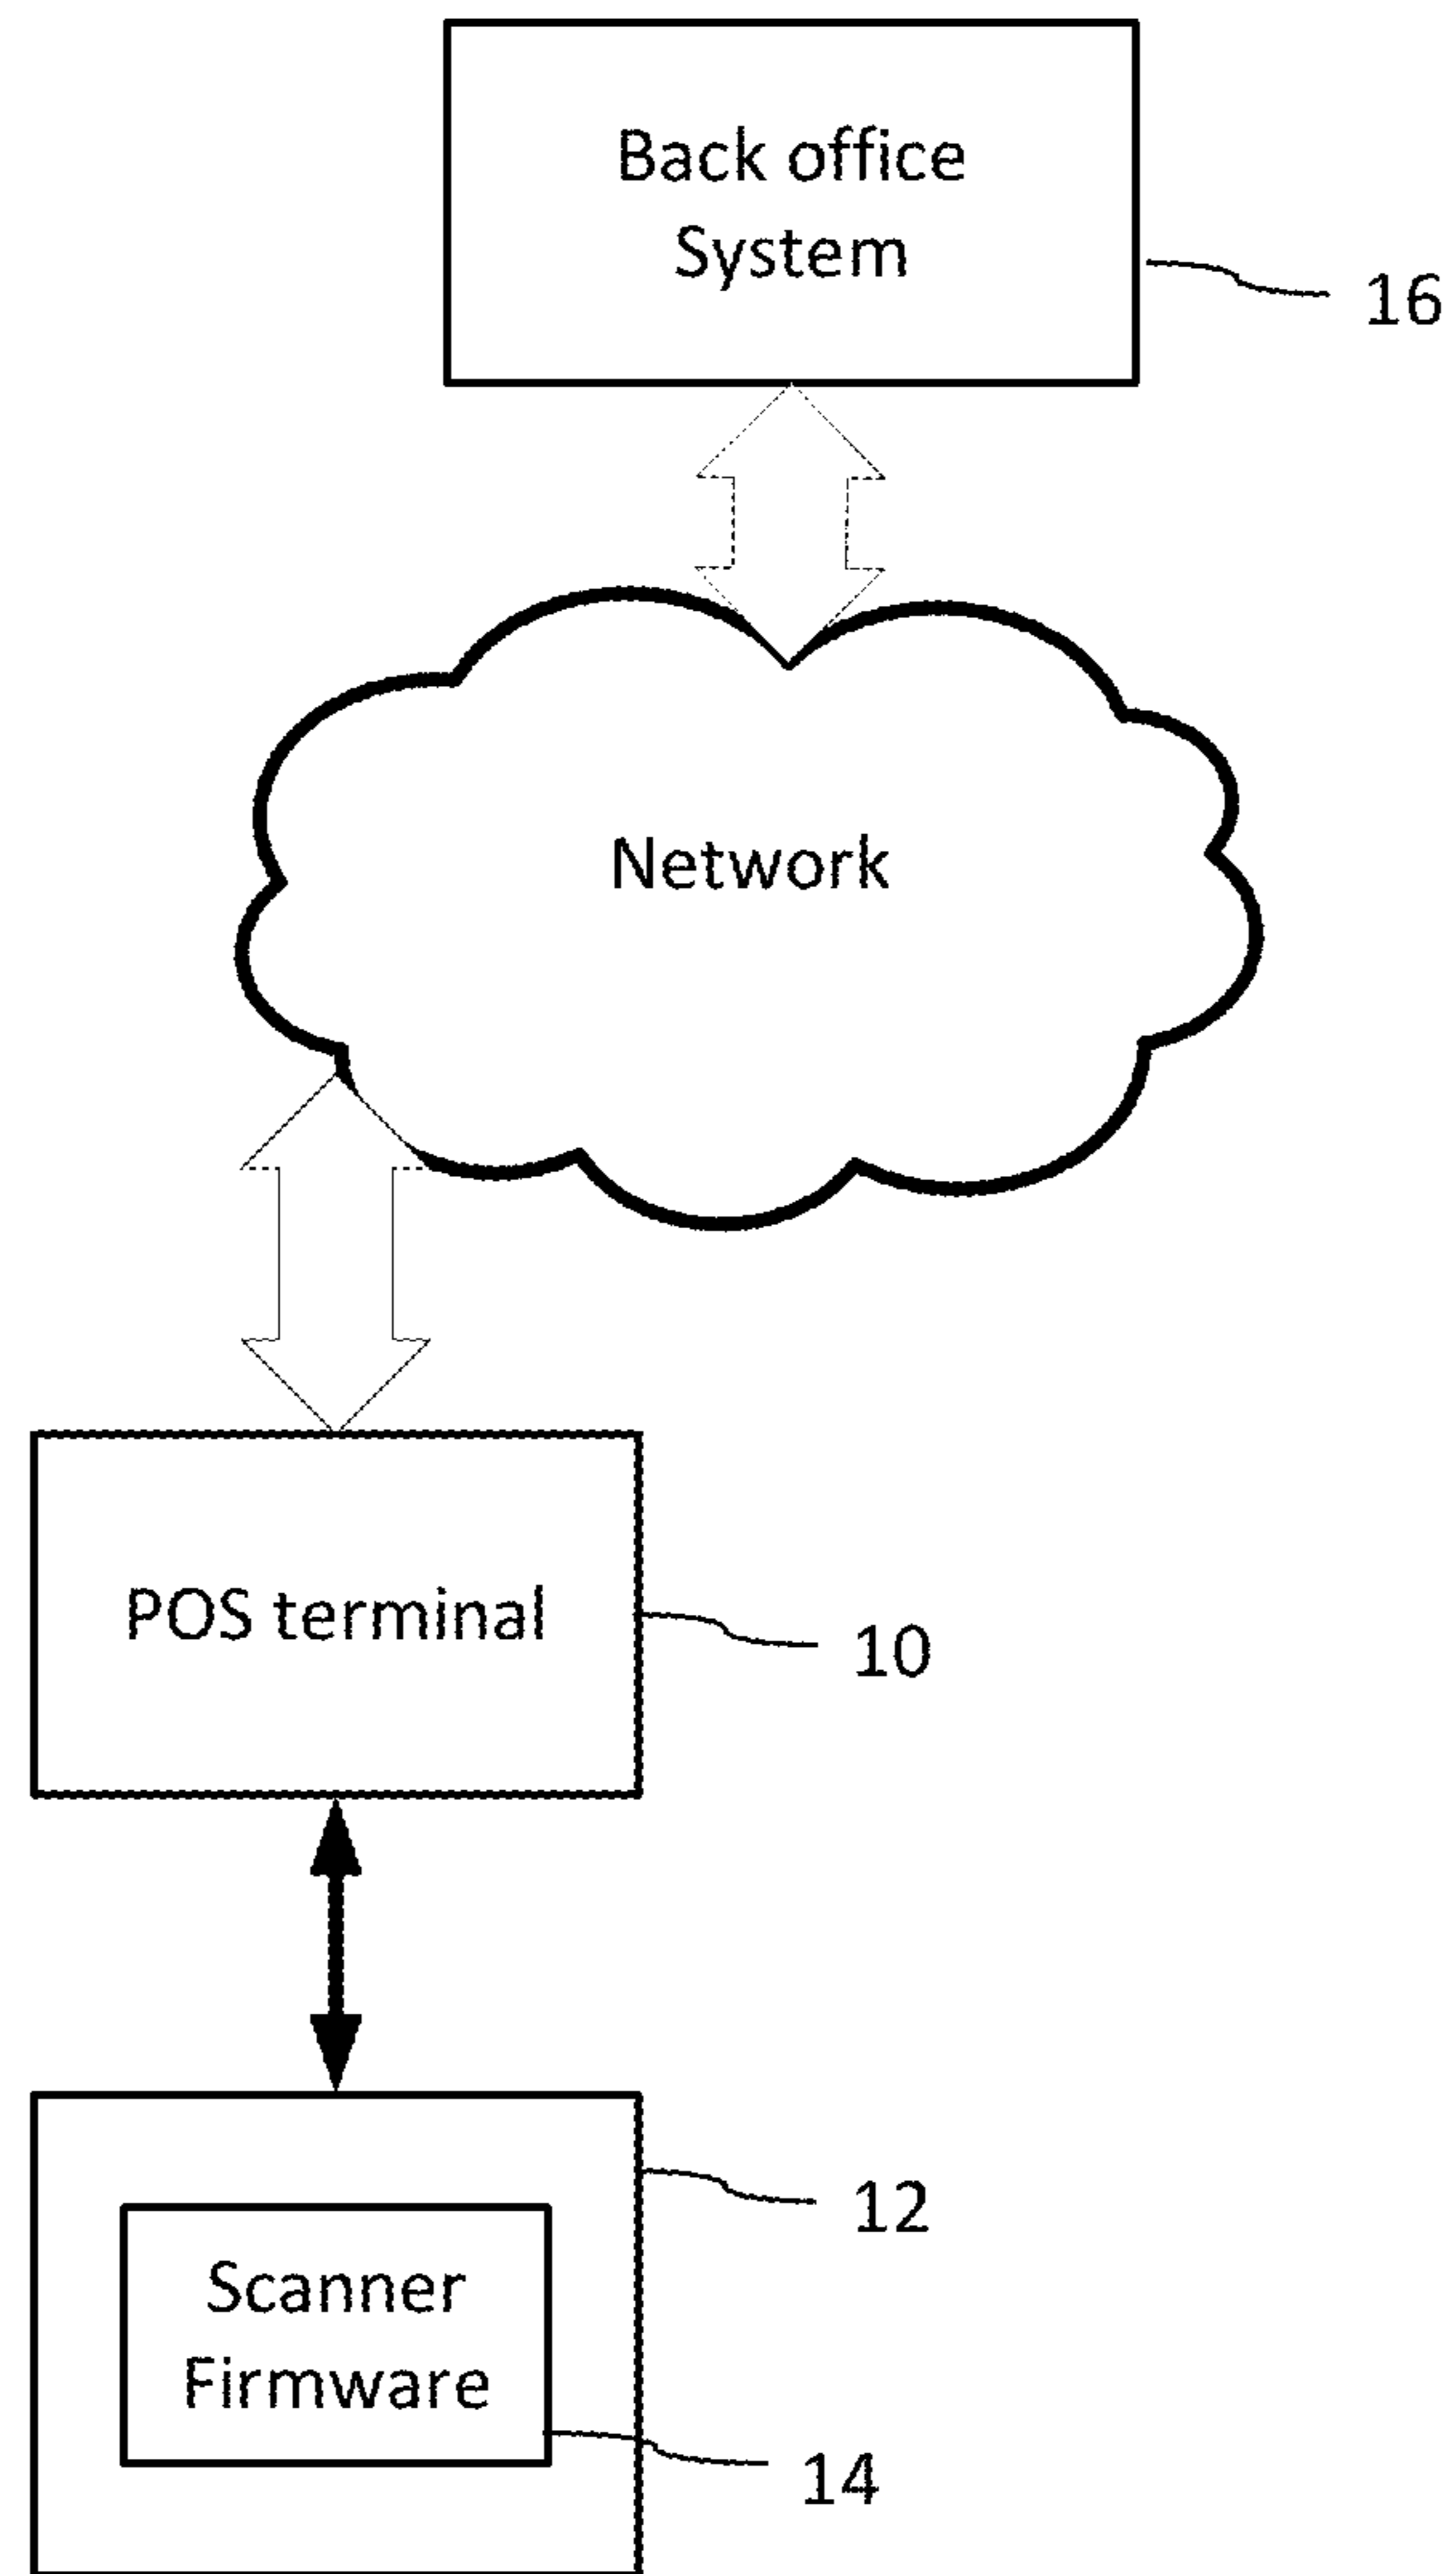 Back office
System
16
Network
POS terminal
10
12
Scanner
Firmware
14